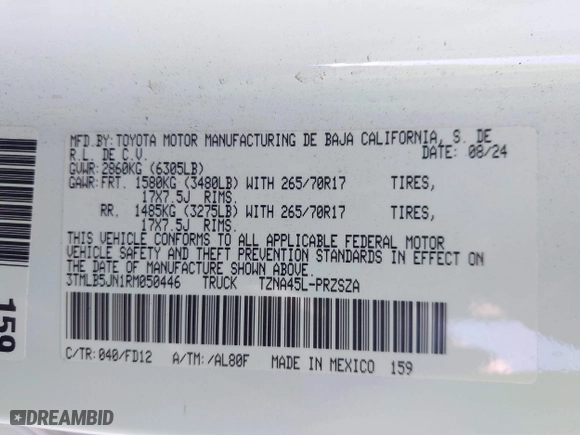 MFD.BY: TOYOTA MOTOR MANUFACTURING DE BAJA CALIFORNIA, S. DE
R.L. DE C.V. DATE: 08/24
GVWR: 2860KG (6305LB)
GAWR: FRT. 1580KG (3480LB) WITH 265/70R17 TIRES,
17X7.5J RIMS.
RR. 1485KG (3275LB) WITH 265/70R17 TIRES,
17X7.5J RIMS.
THIS VEHICLE CONFORMS TO ALL APPLICABLE FEDERAL MOTOR
VEHICLE SAFETY AND THEFT PREVENTION STANDARDS IN EFFECT ON
THE DATE OF MANUFACTURE SHOWN ABOVE.
3TMLB5JN1RM050446 TRUCK TZNA45L-PRZSZA
C/TR: 040/FD12 A/TM: /AL80F MADE IN MEXICO 159
159
DREAMBID